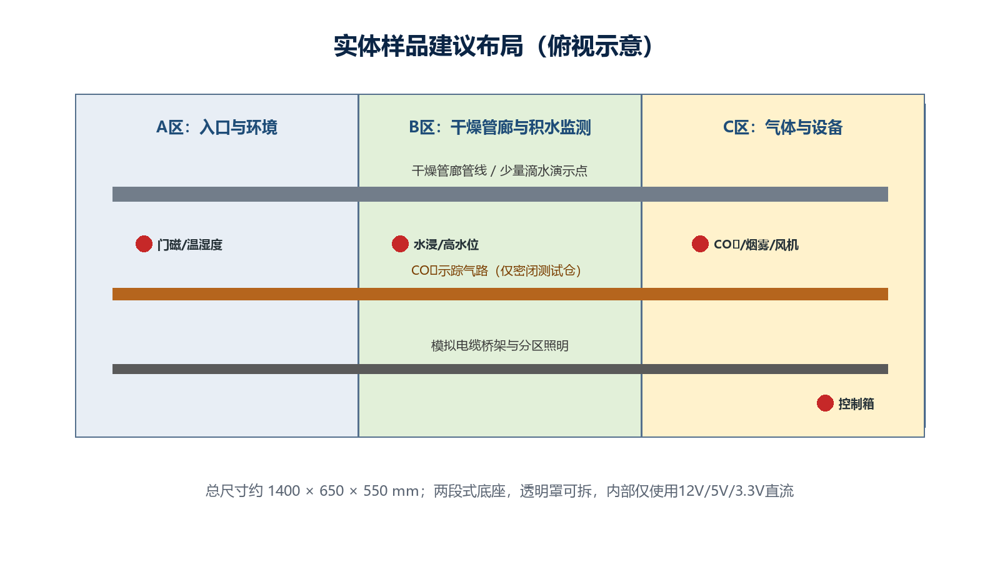 实体样品建议布局（俯视示意）
A区：入口与环境
B区：干燥管廊与积水监测
C区：气体与设备
干燥管廊管线 / 少量滴水演示点
门磁/温湿度
水浸/高水位
CO▯/烟雾/风机
CO▯示踪气路（仅密闭测试仓）
模拟电缆桥架与分区照明
控制箱
总尺寸约 1400 × 650 × 550 mm；两段式底座，透明罩可拆，内部仅使用12V/5V/3.3V直流